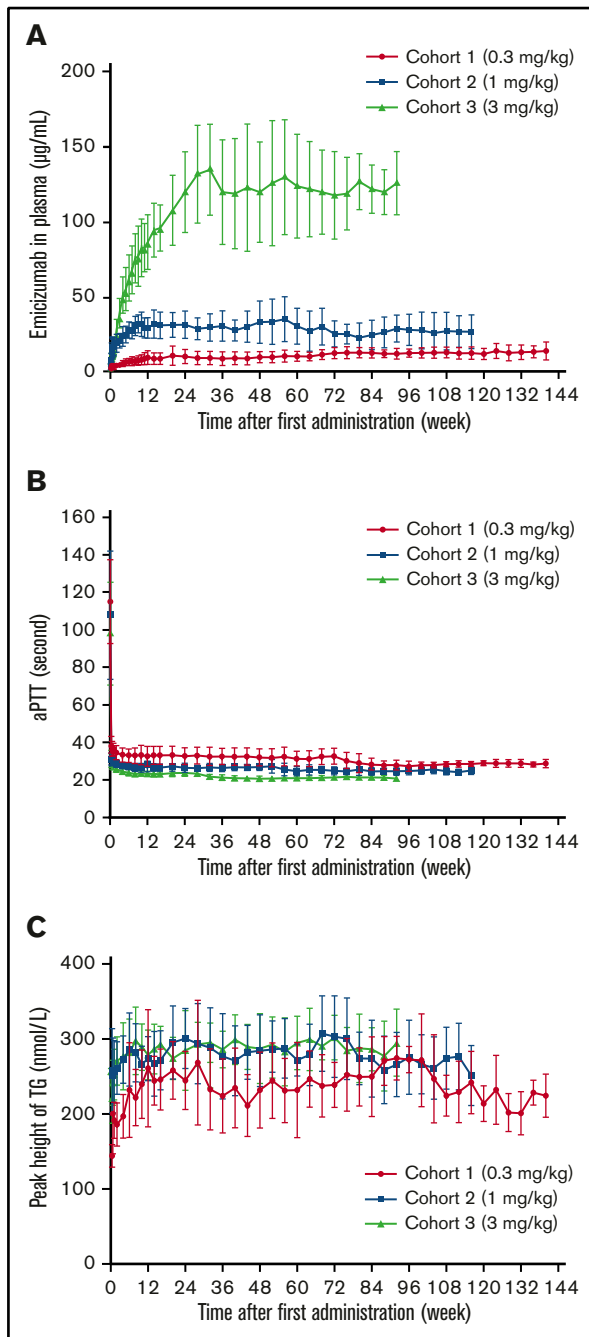 A
Cohort 1 (0.3 mg/kg)
Cohort 2 (1 mg/kg)
Cohort 3 (3 mg/kg)
Emicizumab in plasma (µg/mL)
200
150
100
50
0
0 12 24 36 48 60 72 84 96 108 120 132 144
Time after first administration (week)
B
Cohort 1 (0.3 mg/kg)
Cohort 2 (1 mg/kg)
Cohort 3 (3 mg/kg)
aPTT (second)
160
140
120
100
80
60
40
20
0
0 12 24 36 48 60 72 84 96 108 120 132 144
Time after first administration (week)
C
Peak height of TG (nmol/L)
400
300
200
100
0
Cohort 1 (0.3 mg/kg)
Cohort 2 (1 mg/kg)
Cohort 3 (3 mg/kg)
0 12 24 36 48 60 72 84 96 108 120 132 144
Time after first administration (week)